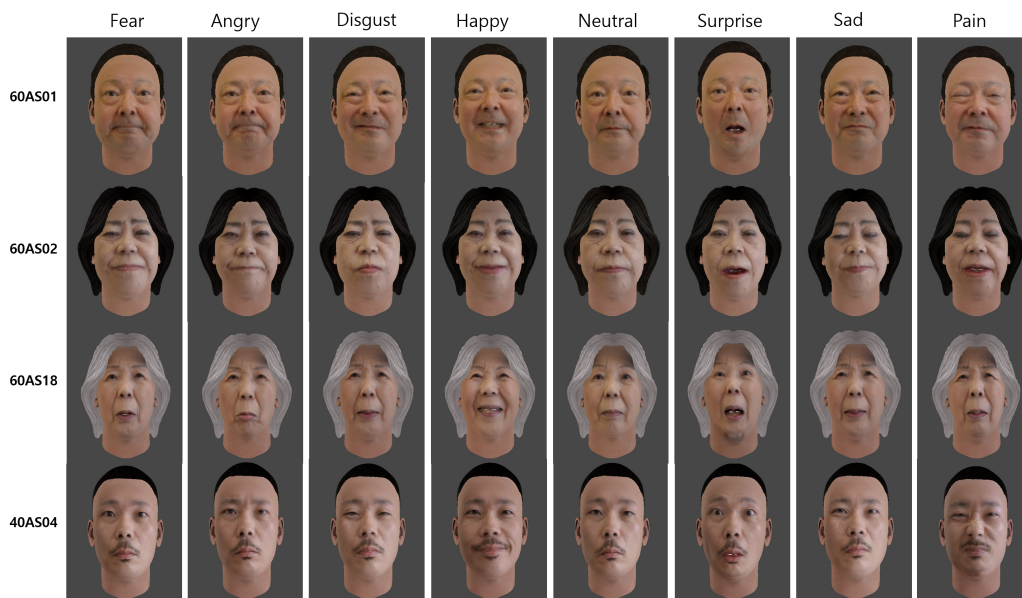 Fear Angry Disgust Happy Neutral Surprise Sad Pain
60AS01
60AS02
60AS18
40AS04